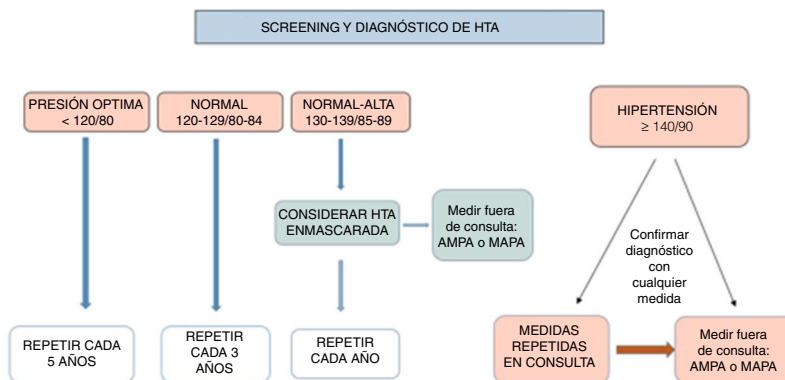 SCREENING Y DIAGNÓSTICO DE HTA
PRESIÓN OPTIMA
< 120/80
NORMAL
120-129/80-84
NORMAL-ALTA
130-139/85-89
HIPERTENSIÓN
≥ 140/90
CONSIDERAR HTA
ENMASCARADA
Medir fuera
de consulta:
AMPA o MAPA
Confirmar
diagnóstico
con
cualquier
medida
REPETIR CADA
5 AÑOS
REPETIR
CADA 3
AÑOS
REPETIR
CADA AÑO
MEDIDAS
REPETIDAS
EN CONSULTA
Medir fuera
de consulta:
AMPA o MAPA